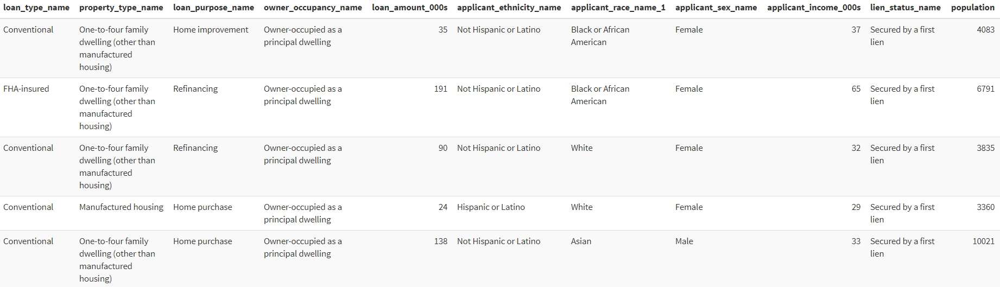 loan_type_name property_type_name loan_purpose_name owner_occupancy_name loan_amount_000s applicant_ethnicity_name applicant_race_name_1 applicant_sex_name applicant_income_000s lien_status_name population
Conventional One-to-four family Home improvement Owner-occupied as a 35 Not Hispanic or Latino Black or African Female 37 Secured by a first 4083
dwelling (other than principal dwelling American lien
manufactured
housing)
FHA-insured One-to-four family Refinancing Owner-occupied as a 191 Not Hispanic or Latino Black or African Female 65 Secured by a first 6791
dwelling (other than principal dwelling American lien
manufactured
housing)
Conventional One-to-four family Refinancing Owner-occupied as a 90 Not Hispanic or Latino White Female 32 Secured by a first 3835
dwelling (other than principal dwelling lien
manufactured
housing)
Conventional Manufactured housing Home purchase Owner-occupied as a 24 Hispanic or Latino White Female 29 Secured by a first 3360
principal dwelling lien
Conventional One-to-four family Home purchase Owner-occupied as a 138 Not Hispanic or Latino Asian Male 33 Secured by a first 10021
dwelling (other than principal dwelling lien
manufactured
housing)